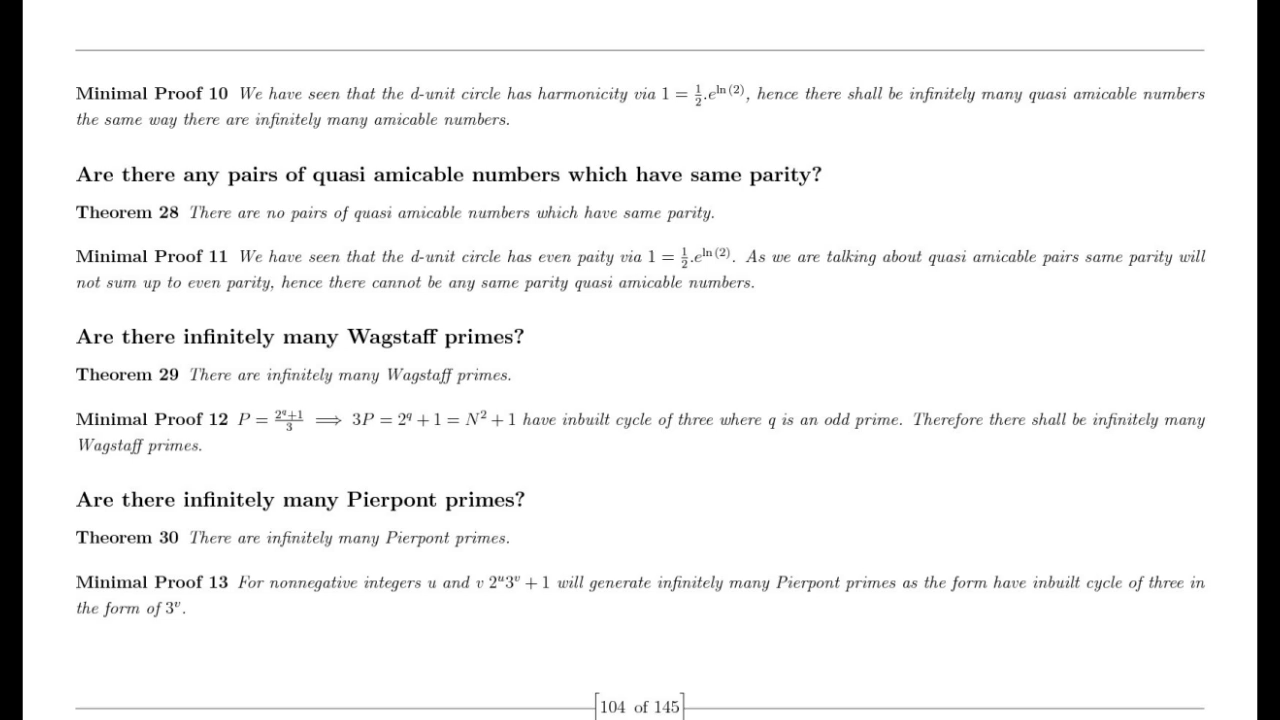 Minimal Proof 10 We have seen that the d-unit circle has harmonicity via 1 = ½.e^{ln(2)}, hence there shall be infinitely many quasi amicable numbers
the same way there are infinitely many amicable numbers.
Are there any pairs of quasi amicable numbers which have same parity?
Theorem 28 There are no pairs of quasi amicable numbers which have same parity.
Minimal Proof 11 We have seen that the d-unit circle has even paity via 1 = ½.e^{ln(2)}. As we are talking about quasi amicable pairs same parity will
not sum up to even parity, hence there cannot be any same parity quasi amicable numbers.
Are there infinitely many Wagstaff primes?
Theorem 29 There are infinitely many Wagstaff primes.
Minimal Proof 12 P = (2^q+1)/3 ⟹ 3P = 2^q + 1 = N² + 1 have inbuilt cycle of three where q is an odd prime. Therefore there shall be infinitely many
Wagstaff primes.
Are there infinitely many Pierpont primes?
Theorem 30 There are infinitely many Pierpont primes.
Minimal Proof 13 For nonnegative integers u and v 2^u3^v + 1 will generate infinitely many Pierpont primes as the form have inbuilt cycle of three in
the form of 3^v.
[104 of 145]